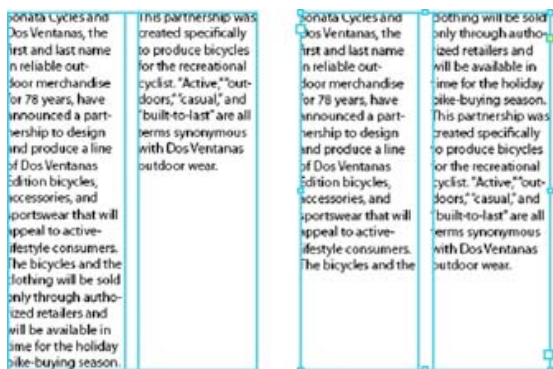 Sonata Cycles and
Dos Ventanas, the
first and last name
in reliable out-
door merchandise
for 78 years, have
announced a part-
nership to design
and produce a line
of Dos Ventanas
Edition bicycles,
accessories, and
sportswear that will
appeal to active-
lifestyle consumers.
The bicycles and the
clothing will be sold
only through autho-
rized retailers and
will be available in
time for the holiday
bike-buying season.
This partnership was
created specifically
to produce bicycles
for the recreational
cyclist. “Active,” “out-
doors,” “casual,” and
“built-to-last” are all
terms synonymous
with Dos Ventanas
outdoor wear.
Sonata Cycles and
Dos Ventanas, the
first and last name
in reliable out-
door merchandise
for 78 years, have
announced a part-
nership to design
and produce a line
of Dos Ventanas
Edition bicycles,
accessories, and
sportswear that will
appeal to active-
lifestyle consumers.
The bicycles and the
clothing will be sold
only through autho-
rized retailers and
will be available in
time for the holiday
bike-buying season.
This partnership was
created specifically
to produce bicycles
for the recreational
cyclist. “Active,” “out-
doors,” “casual,” and
“built-to-last” are all
terms synonymous
with Dos Ventanas
outdoor wear.